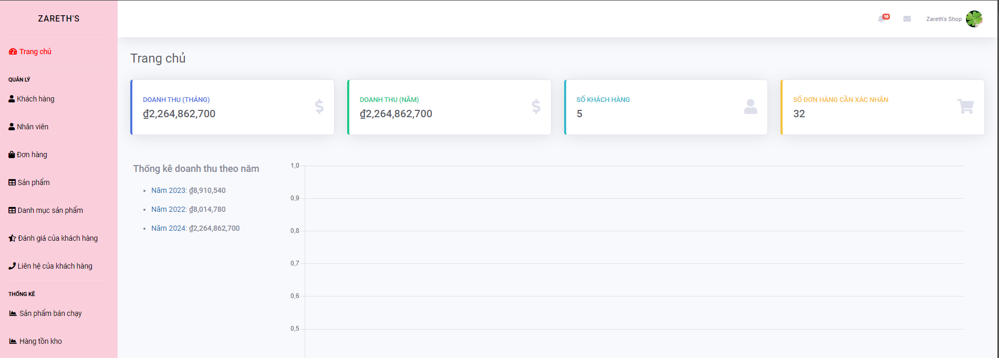 ZARETH'S
Trang chủ
QUẢN LÝ
Khách hàng
Nhân viên
Đơn hàng
Sản phẩm
Danh mục sản phẩm
Đánh giá của khách hàng
Liên hệ của khách hàng
THỐNG KÊ
Sản phẩm bán chạy
Hàng tồn kho
10
Zareth's Shop
Trang chủ
DOANH THU (THÁNG)
₫2,264,862,700
DOANH THU (NĂM)
₫2,264,862,700
SỐ KHÁCH HÀNG
5
SỐ ĐƠN HÀNG CẦN XÁC NHẬN
32
Thống kê doanh thu theo năm
Năm 2023: ₫8,910,540
Năm 2022: ₫8,014,780
Năm 2024: ₫2,264,862,700
1,0
0,9
0,8
0,7
0,6
0,5